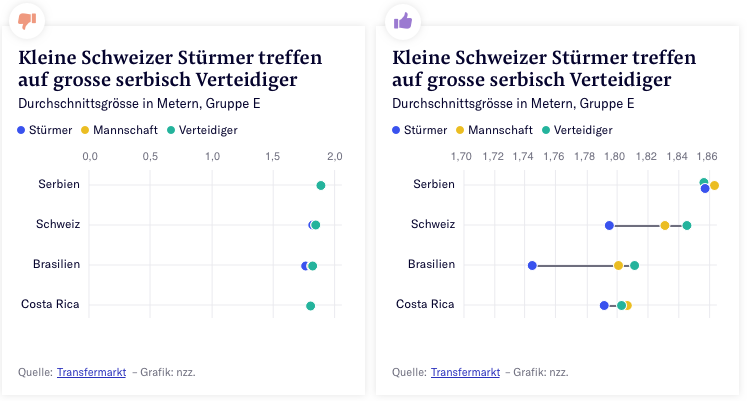 Kleine Schweizer Stürmer treffen
auf grosse serbisch Verteidiger
Durchschnittsgrösse in Metern, Gruppe E
Stürmer Mannschaft Verteidiger
0,0 0,5 1,0 1,5 2,0
Serbien
Schweiz
Brasilien
Costa Rica
Quelle: Transfermarkt – Grafik: nzz.
Kleine Schweizer Stürmer treffen
auf grosse serbisch Verteidiger
Durchschnittsgrösse in Metern, Gruppe E
Stürmer Mannschaft Verteidiger
1,70 1,72 1,74 1,76 1,78 1,80 1,82 1,84 1,86
Serbien
Schweiz
Brasilien
Costa Rica
Quelle: Transfermarkt – Grafik: nzz.